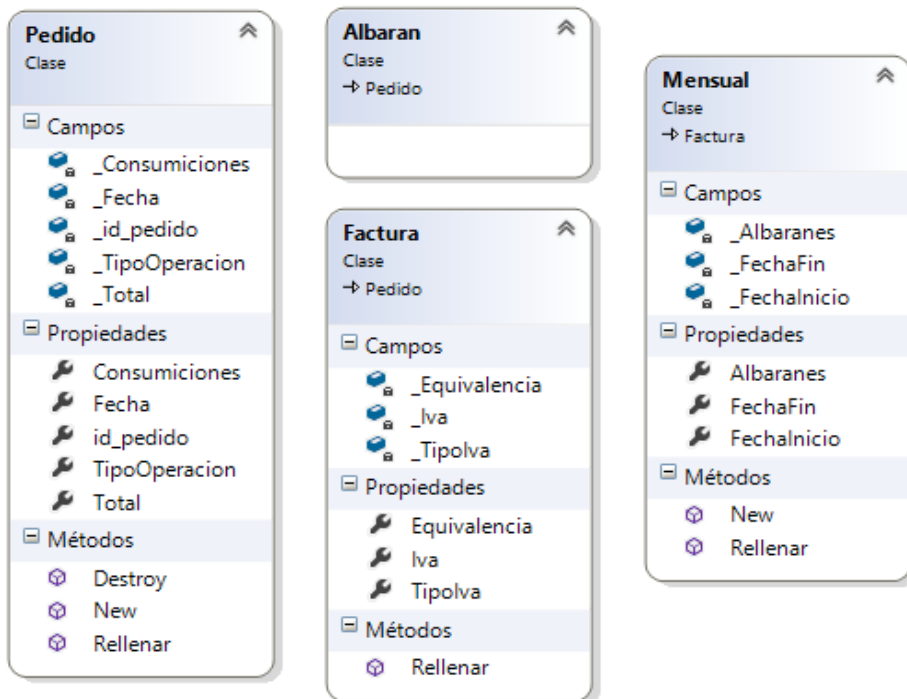 Pedido
Clase
Campos
_Consumiciones
_Fecha
_id_pedido
_TipoOperacion
_Total
Propiedades
Consumiciones
Fecha
id_pedido
TipoOperacion
Total
Métodos
Destroy
New
Rellenar
Albaran
Clase
Pedido
Factura
Clase
Pedido
Campos
_Equivalencia
_Iva
_TipoIva
Propiedades
Equivalencia
Iva
TipoIva
Métodos
Rellenar
Mensual
Clase
Factura
Campos
_Albaranes
_FechaFin
_FechaInicio
Propiedades
Albaranes
FechaFin
FechaInicio
Métodos
New
Rellenar